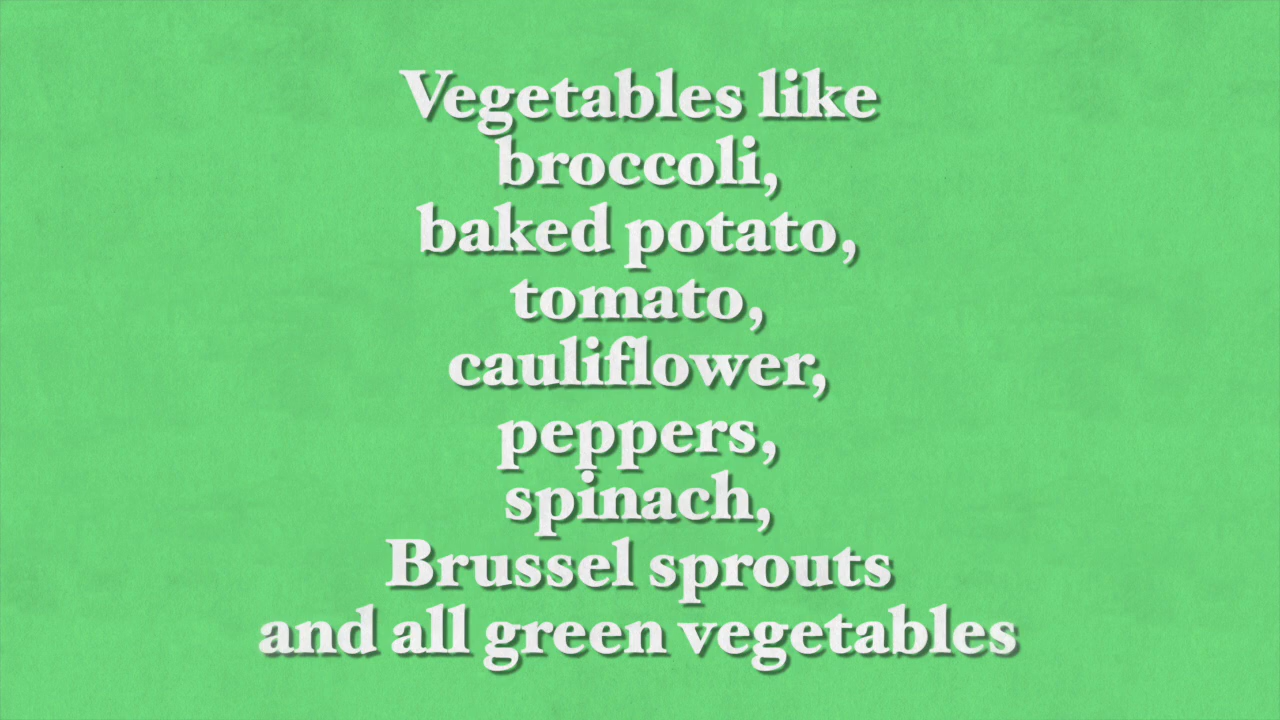 Vegetables like
broccoli,
baked potato,
tomato,
cauliflower,
peppers,
spinach,
Brussel sprouts
and all green vegetables